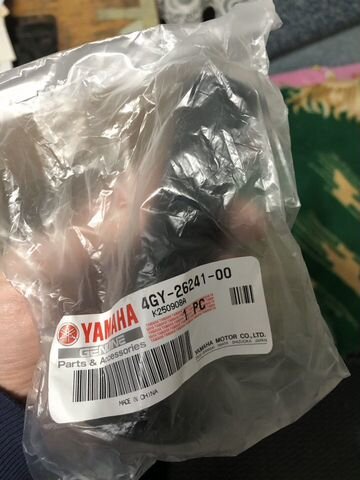 4GY-26241-00
K250908A
1 PC
YAMAHA
GENUINE
Parts & Accessories
YAMAHA MOTOR CO.,LTD.
MADE IN CHINA